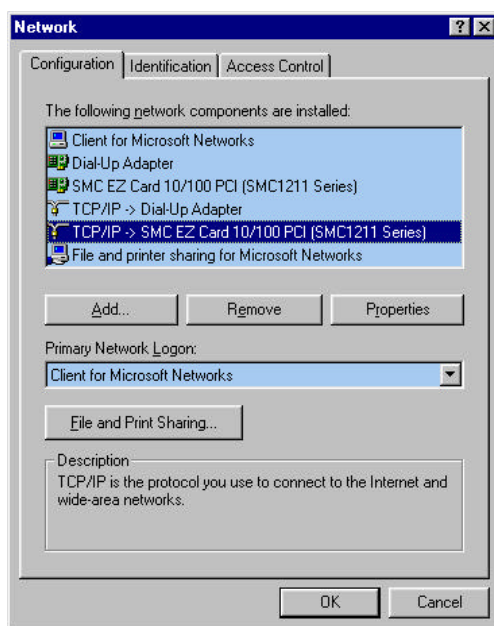 Network
Configuration Identification Access Control
The following network components are installed:
Client for Microsoft Networks
Dial-Up Adapter
SMC EZ Card 10/100 PCI (SMC1211 Series)
TCP/IP -> Dial-Up Adapter
TCP/IP -> SMC EZ Card 10/100 PCI (SMC1211 Series)
File and printer sharing for Microsoft Networks
Add... Remove Properties
Primary Network Logon:
Client for Microsoft Networks
File and Print Sharing...
Description
TCP/IP is the protocol you use to connect to the Internet and
wide-area networks.
OK Cancel